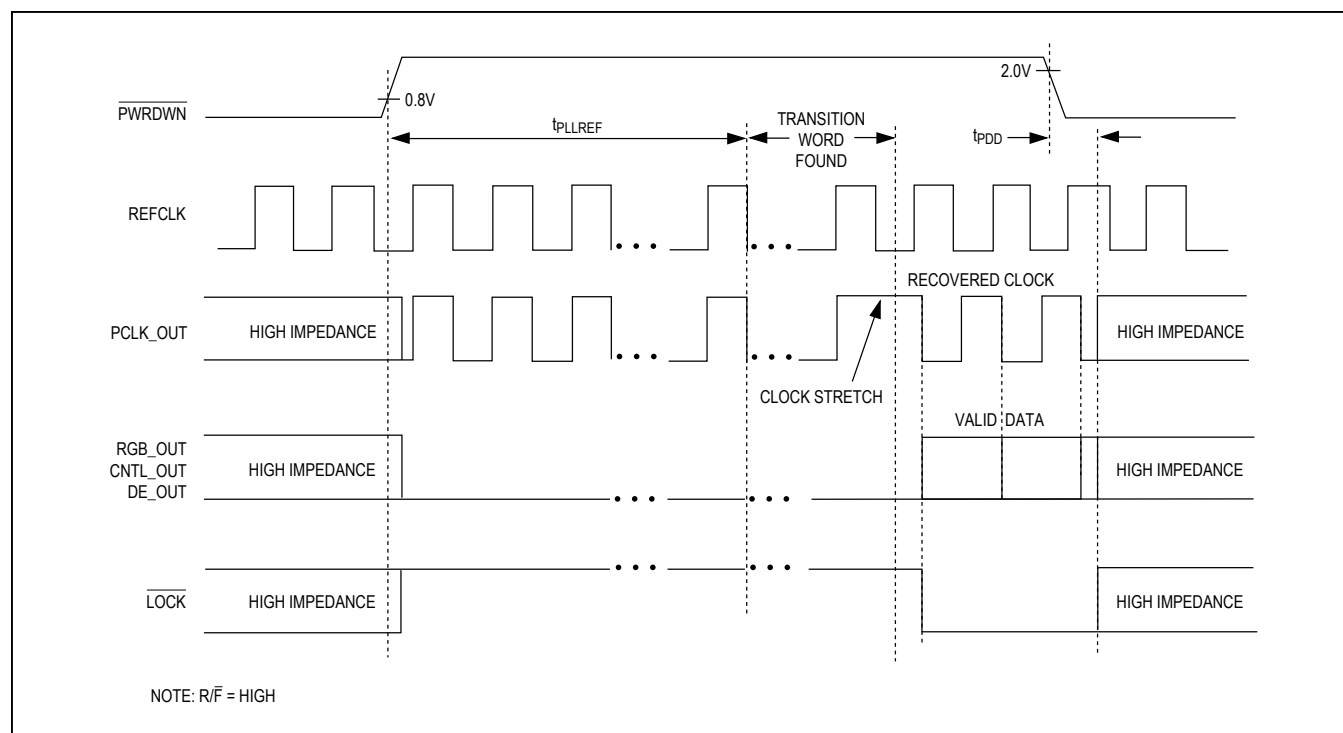 PWRDWN
0.8V
2.0V
tPLLREF
TRANSITION
WORD
FOUND
tPDD
REFCLK
RECOVERED CLOCK
PCLK_OUT
HIGH IMPEDANCE
HIGH IMPEDANCE
CLOCK STRETCH
VALID DATA
RGB_OUT
CNTL_OUT
DE_OUT
HIGH IMPEDANCE
HIGH IMPEDANCE
LOCK
HIGH IMPEDANCE
HIGH IMPEDANCE
NOTE: R/F̅ = HIGH